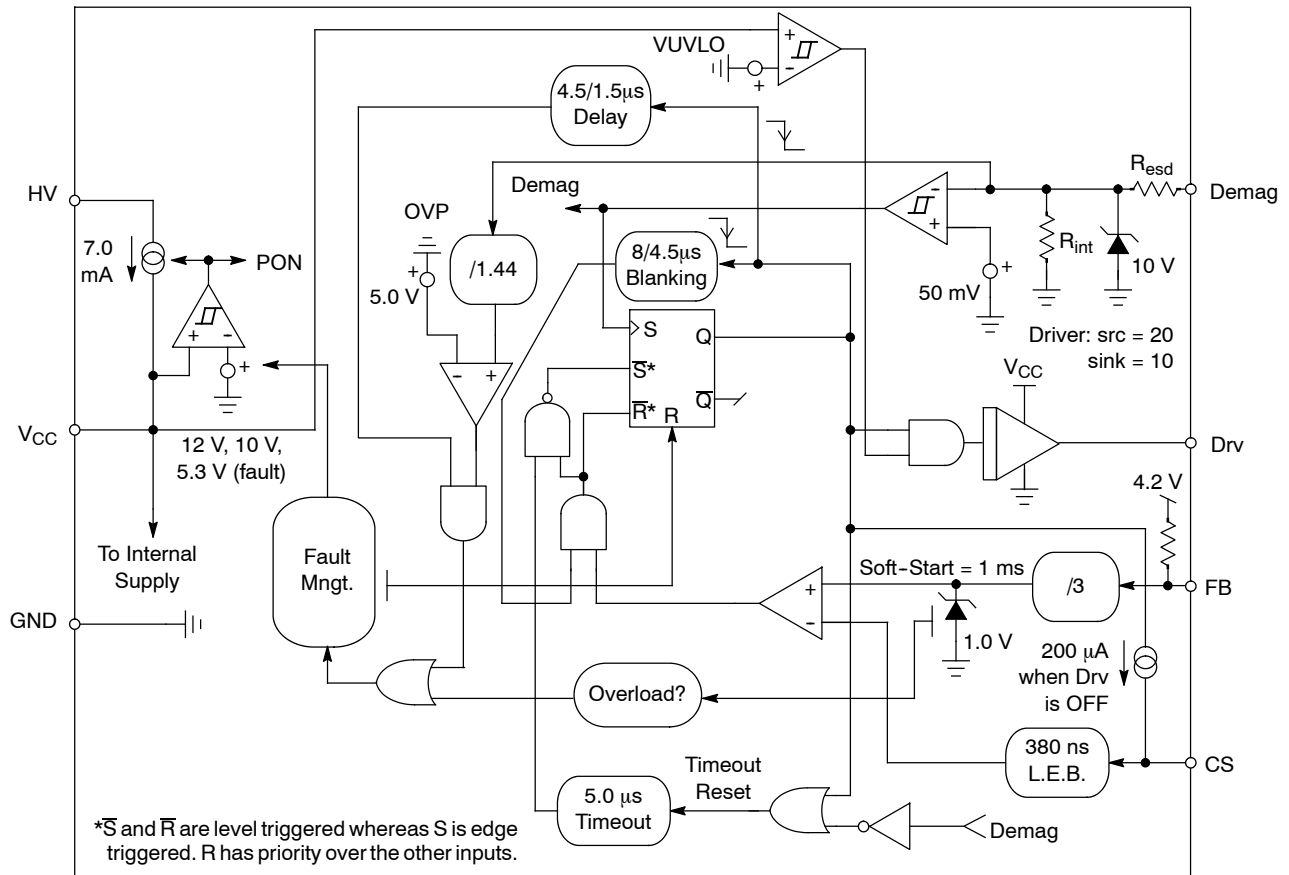 VUVLO
+
-
+
4.5/1.5μs
Delay
HV
Demag
OVP
Resd
Demag
7.0
mA
PON
+
5.0 V
/1.44
8/4.5μs
Blanking
-
+
Rint
10 V
+
50 mV
+
-
+
-
+
S
Q
S*
Q
R*
R
Driver: src = 20
sink = 10
VCC
VCC
12 V, 10 V,
5.3 V (fault)
Drv
4.2 V
To Internal
Supply
Fault
Mngt.
Soft-Start = 1 ms
+
-
/3
FB
GND
1.0 V
200 μA
when Drv
is OFF
Overload?
380 ns
L.E.B.
CS
5.0 μs
Timeout
Timeout
Reset
Demag
*S̅ and R̅ are level triggered whereas S is edge
triggered. R has priority over the other inputs.